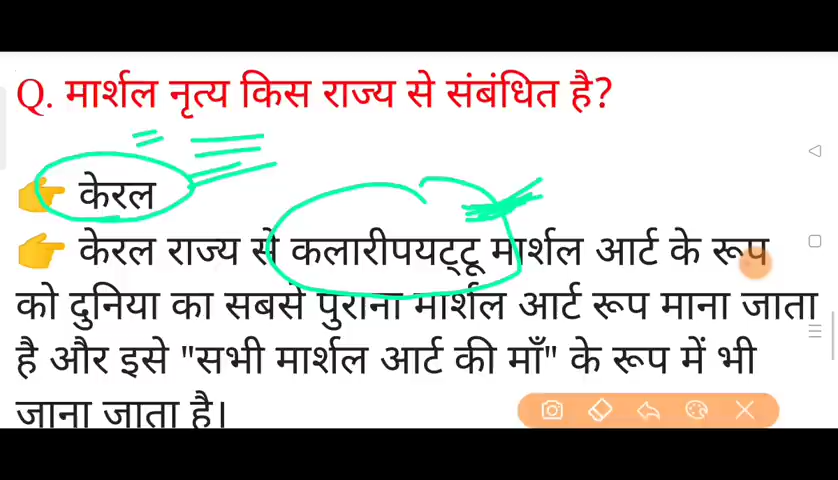 Q. मार्शल नृत्य किस राज्य से संबंधित है?
👉 केरल
👉 केरल राज्य से कलारीपयट्टू मार्शल आर्ट के रूप
को दुनिया का सबसे पुराना मार्शल आर्ट रूप माना जाता
है और इसे "सभी मार्शल आर्ट की माँ" के रूप में भी
जाना जाता है।